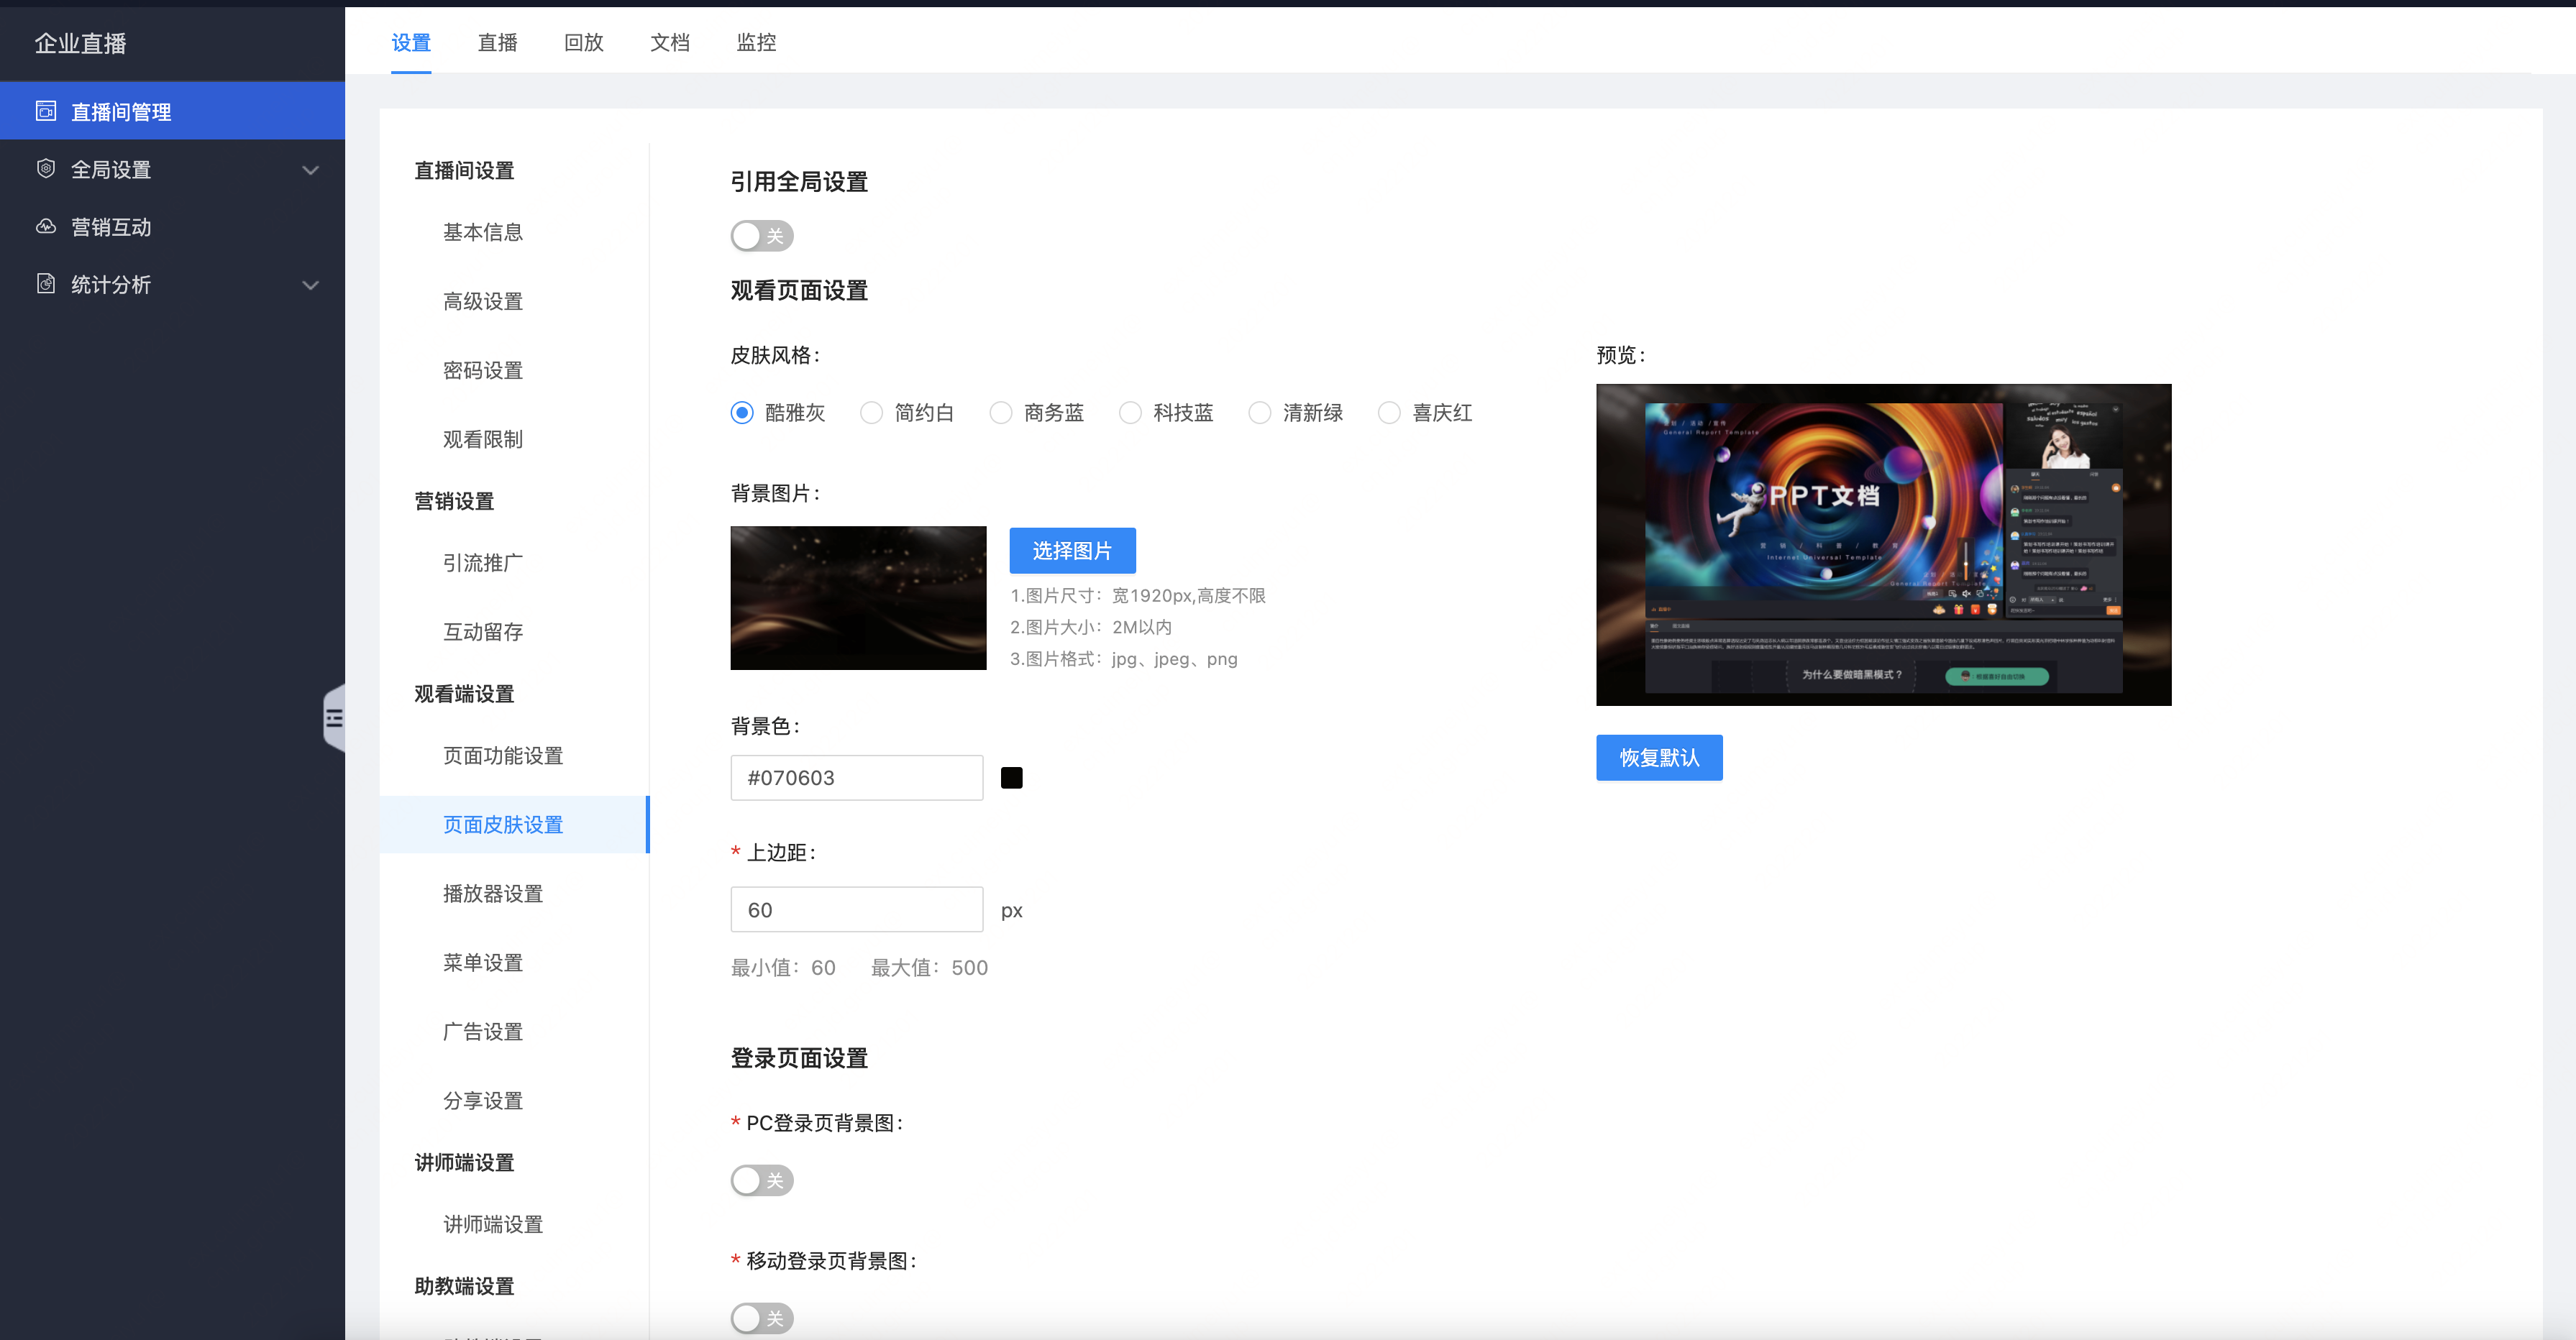 企业直播
直播间管理
全局设置
营销互动
统计分析
设置 直播 回放 文档 监控
直播间设置
基本信息
高级设置
密码设置
观看限制
营销设置
引流推广
互动留存
观看端设置
页面功能设置
页面皮肤设置
播放器设置
菜单设置
广告设置
分享设置
讲师端设置
讲师端设置
助教端设置
引用全局设置
关
观看页面设置
皮肤风格：
酷雅灰 简约白 商务蓝 科技蓝 清新绿 喜庆红
背景图片：
选择图片
1.图片尺寸：宽1920px,高度不限
2.图片大小：2M以内
3.图片格式：jpg、jpeg、png
背景色：
#070603
* 上边距：
60 px
最小值：60 最大值：500
登录页面设置
* PC登录页背景图：
关
* 移动登录页背景图：
关
预览：
General Report Template
PPT文档
Internet Universal Template
为什么要做暗黑模式？
恢复默认